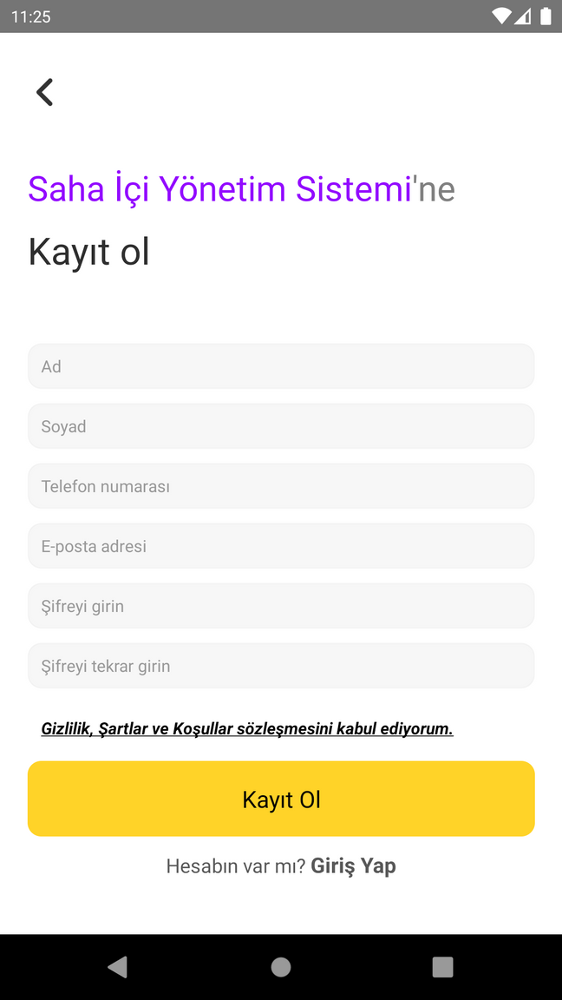 11:25
Saha İçi Yönetim Sistemi'ne
Kayıt ol
Ad
Soyad
Telefon numarası
E-posta adresi
Şifreyi girin
Şifreyi tekrar girin
Gizlilik, Şartlar ve Koşullar sözleşmesini kabul ediyorum.
Kayıt Ol
Hesabın var mı? Giriş Yap